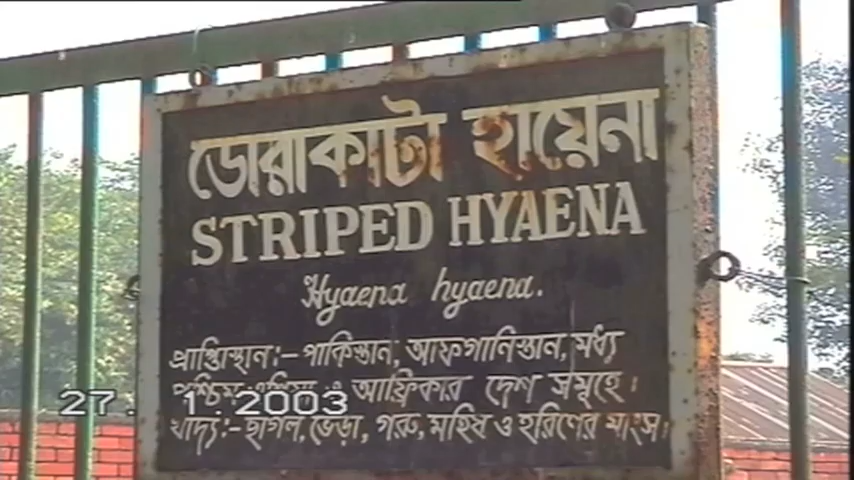 ডোরাকাটা হায়েনা
STRIPED HYAENA
Hyaena hyaena.
প্রাপ্তিস্থান:- পাকিস্তান, আফগানিস্তান, মধ্য
পশ্চিম এশিয়া ও আফ্রিকার দেশ সমূহে।
27. 1.2003
খাদ্য:- ছাগল, ভেড়া, গরু, মহিষ ও হরিণের মাংস।